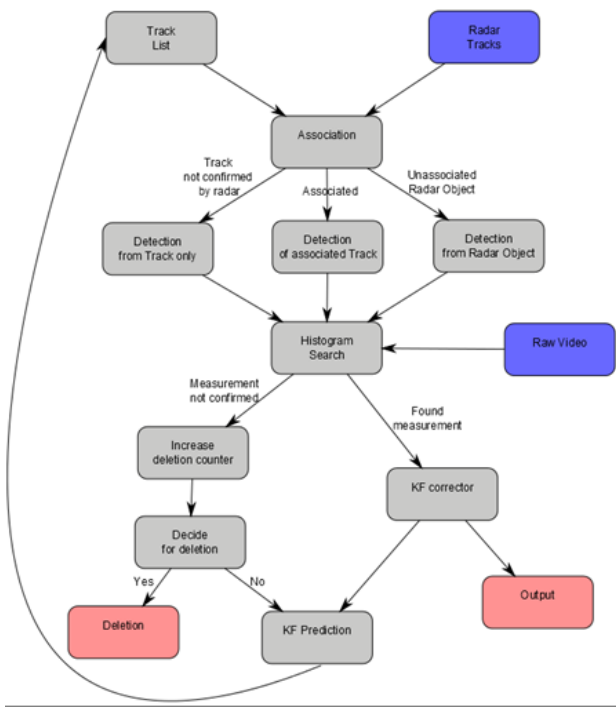 Track
List
Radar
Tracks
Association
Track
not confirmed
by radar
Associated
Unassociated
Radar Object
Detection
from Track only
Detection
of associated Track
Detection
from Radar Object
Histogram
Search
Raw Video
Measurement
not confirmed
Found
measurement
Increase
deletion counter
KF corrector
Decide
for deletion
Yes
No
Deletion
KF Prediction
Output